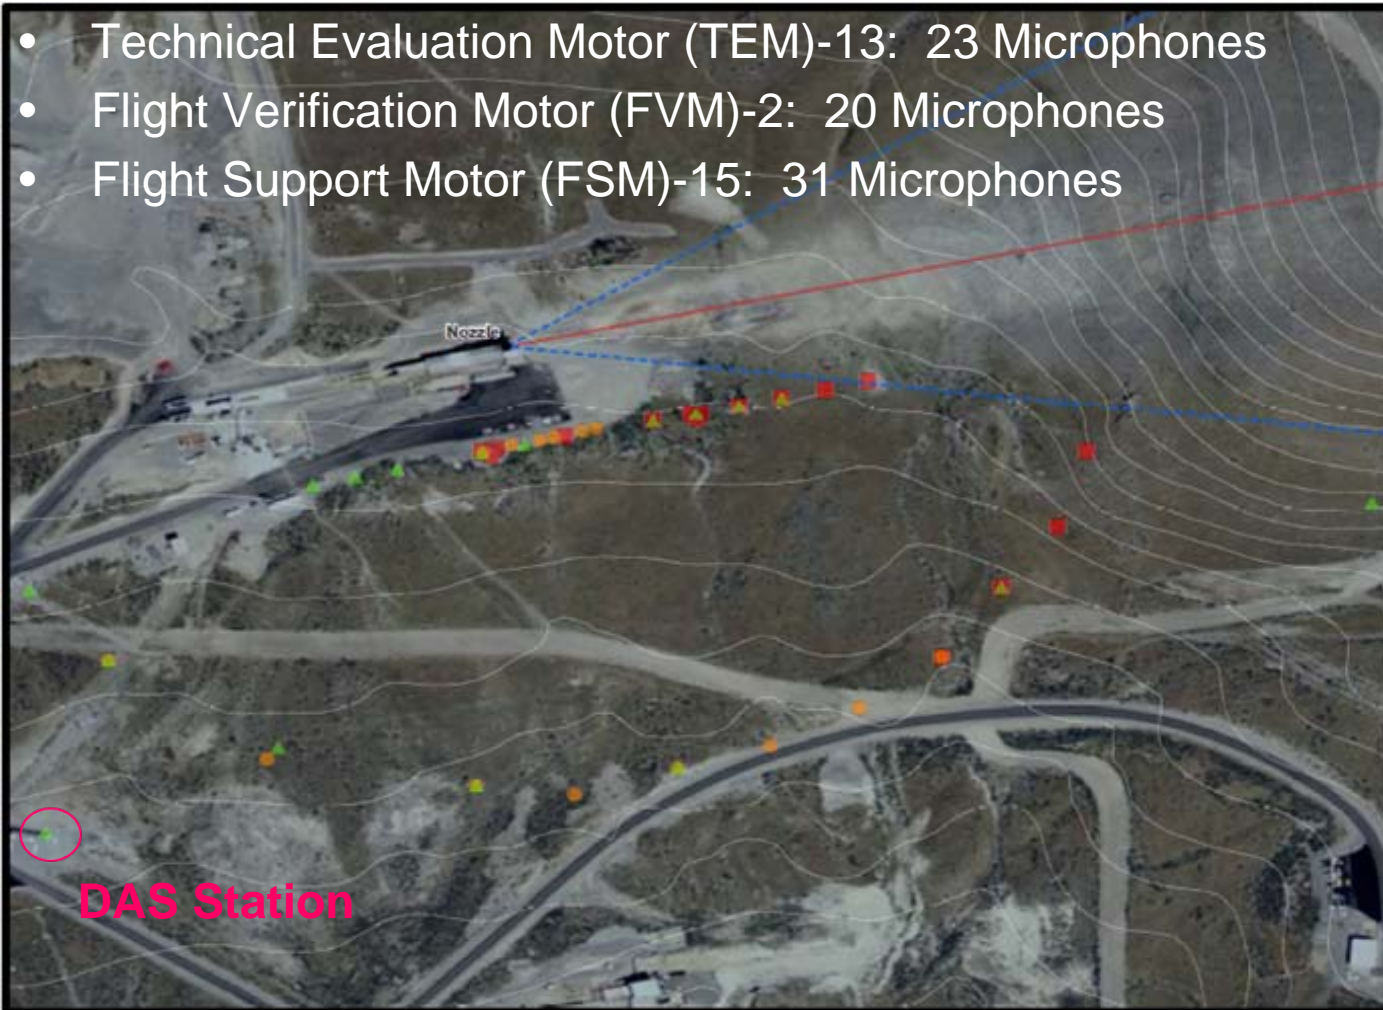 • Technical Evaluation Motor (TEM)-13: 23 Microphones
• Flight Verification Motor (FVM)-2: 20 Microphones
• Flight Support Motor (FSM)-15: 31 Microphones
Nozzle
DAS Station